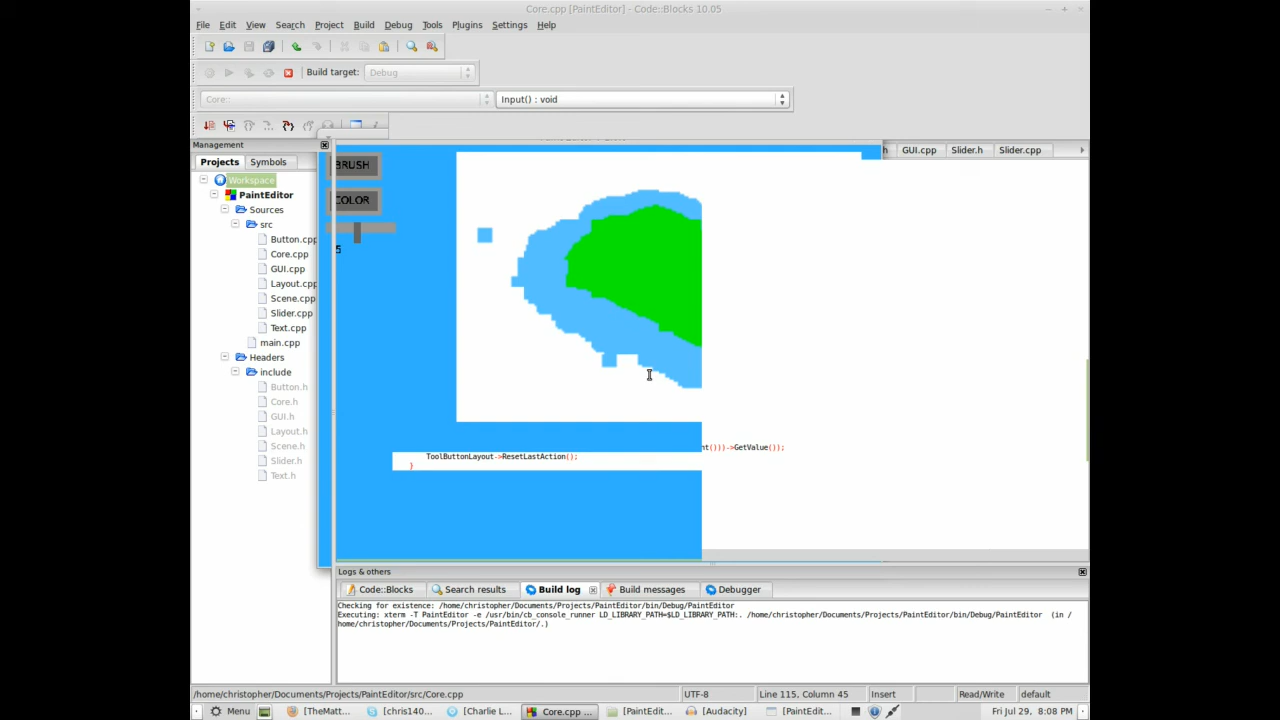 Core.cpp [PaintEditor] - Code::Blocks 10.05
File Edit View Search Project Build Debug Tools Plugins Settings Help
Build target: Debug
Core:: Input() : void
Management
Projects Symbols
h GUI.cpp Slider.h Slider.cpp
BRUSH
COLOR
5
Workspace
PaintEditor
Sources
src
Button.cpp
Core.cpp
GUI.cpp
Layout.cpp
Scene.cpp
Slider.cpp
Text.cpp
main.cpp
Headers
include
Button.h
Core.h
GUI.h
Layout.h
Scene.h
Slider.h
Text.h
nt()))->GetValue());
ToolButtonLayout->ResetLastAction();
}
Logs & others
Code::Blocks Search results Build log Build messages Debugger
Checking for existence: /home/christopher/Documents/Projects/PaintEditor/bin/Debug/PaintEditor
Executing: xterm -T PaintEditor -e /usr/bin/cb_console_runner LD_LIBRARY_PATH=$LD_LIBRARY_PATH:. /home/christopher/Documents/Projects/PaintEditor/bin/Debug/PaintEditor (in /
home/christopher/Documents/Projects/PaintEditor/.)
/home/christopher/Documents/Projects/PaintEditor/src/Core.cpp UTF-8 Line 115, Column 45 Insert Read/Write default
Menu [TheMatt... [chris140... [Charlie L... Core.cpp ... [PaintEdit... [Audacity] [PaintEdit... Fri Jul 29, 8:08 PM